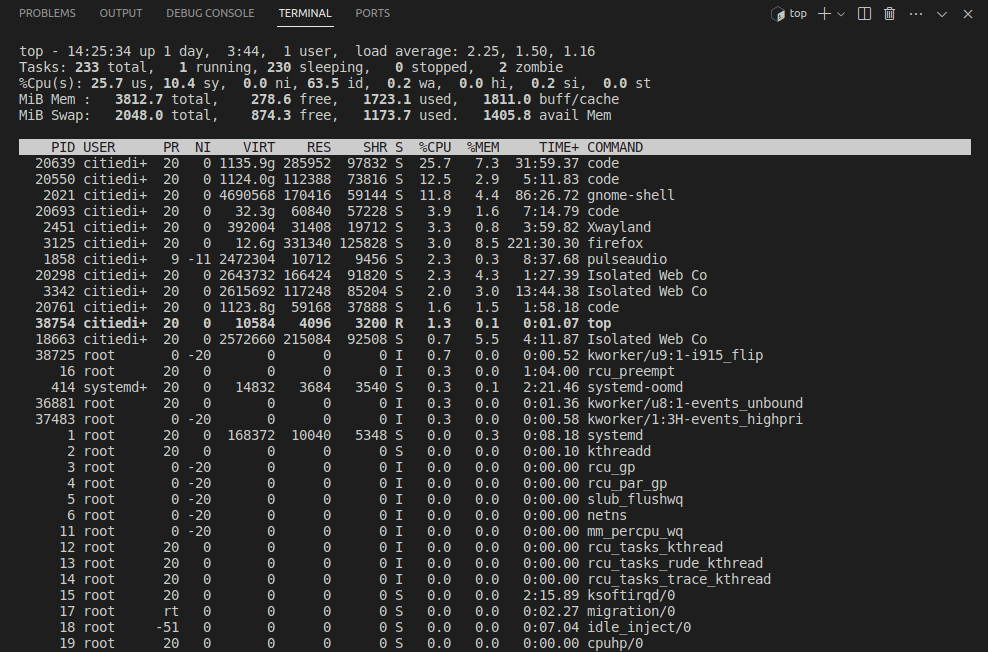 PROBLEMS OUTPUT DEBUG CONSOLE TERMINAL PORTS top
top - 14:25:34 up 1 day,  3:44,  1 user,  load average: 2.25, 1.50, 1.16
Tasks: 233 total,   1 running, 230 sleeping,   0 stopped,   2 zombie
%Cpu(s): 25.7 us, 10.4 sy,  0.0 ni, 63.5 id,  0.2 wa,  0.0 hi,  0.2 si,  0.0 st
MiB Mem :   3812.7 total,    278.6 free,   1723.1 used,   1811.0 buff/cache
MiB Swap:   2048.0 total,    874.3 free,   1173.7 used.   1405.8 avail Mem
PID USER      PR  NI    VIRT    RES    SHR S  %CPU  %MEM     TIME+ COMMAND
20639 citiedi+  20   0 1135.9g 285952  97832 S  25.7   7.3  31:59.37 code
20550 citiedi+  20   0 1124.0g 112388  73816 S  12.5   2.9   5:11.83 code
2021 citiedi+  20   0 4690568 170416  59144 S  11.8   4.4  86:26.72 gnome-shell
20693 citiedi+  20   0   32.3g  60840  57228 S   3.9   1.6   7:14.79 code
2451 citiedi+  20   0  392004  31408  19712 S   3.3   0.8   3:59.82 Xwayland
3125 citiedi+  20   0   12.6g 331340 125828 S   3.0   8.5 221:30.30 firefox
1858 citiedi+   9 -11 2472304  10712   9456 S   2.3   0.3   8:37.68 pulseaudio
20298 citiedi+  20   0 2643732 166424  91820 S   2.3   4.3   1:27.39 Isolated Web Co
3342 citiedi+  20   0 2615692 117248  85204 S   2.0   3.0  13:44.38 Isolated Web Co
20761 citiedi+  20   0 1123.8g  59168  37888 S   1.6   1.5   1:58.18 code
38754 citiedi+  20   0   10584   4096   3200 R   1.3   0.1   0:01.07 top
18663 citiedi+  20   0 2572660 215084  92508 S   0.7   5.5   4:11.87 Isolated Web Co
38725 root       0 -20       0      0      0 I   0.7   0.0   0:00.52 kworker/u9:1-i915_flip
16 root      20   0       0      0      0 I   0.3   0.0   1:04.00 rcu_preempt
414 systemd+  20   0   14832   3684   3540 S   0.3   0.1   2:21.46 systemd-oomd
36881 root      20   0       0      0      0 I   0.3   0.0   0:01.36 kworker/u8:1-events_unbound
37483 root       0 -20       0      0      0 I   0.3   0.0   0:00.58 kworker/1:3H-events_highpri
1 root      20   0  168372  10040   5348 S   0.0   0.3   0:08.18 systemd
2 root      20   0       0      0      0 S   0.0   0.0   0:00.10 kthreadd
3 root       0 -20       0      0      0 I   0.0   0.0   0:00.00 rcu_gp
4 root       0 -20       0      0      0 I   0.0   0.0   0:00.00 rcu_par_gp
5 root       0 -20       0      0      0 I   0.0   0.0   0:00.00 slub_flushwq
6 root       0 -20       0      0      0 I   0.0   0.0   0:00.00 netns
11 root       0 -20       0      0      0 I   0.0   0.0   0:00.00 mm_percpu_wq
12 root      20   0       0      0      0 I   0.0   0.0   0:00.00 rcu_tasks_kthread
13 root      20   0       0      0      0 I   0.0   0.0   0:00.00 rcu_tasks_rude_kthread
14 root      20   0       0      0      0 I   0.0   0.0   0:00.00 rcu_tasks_trace_kthread
15 root      20   0       0      0      0 S   0.0   0.0   2:15.89 ksoftirqd/0
17 root      rt   0       0      0      0 S   0.0   0.0   0:02.27 migration/0
18 root     -51   0       0      0      0 S   0.0   0.0   0:07.04 idle_inject/0
19 root      20   0       0      0      0 S   0.0   0.0   0:00.00 cpuhp/0